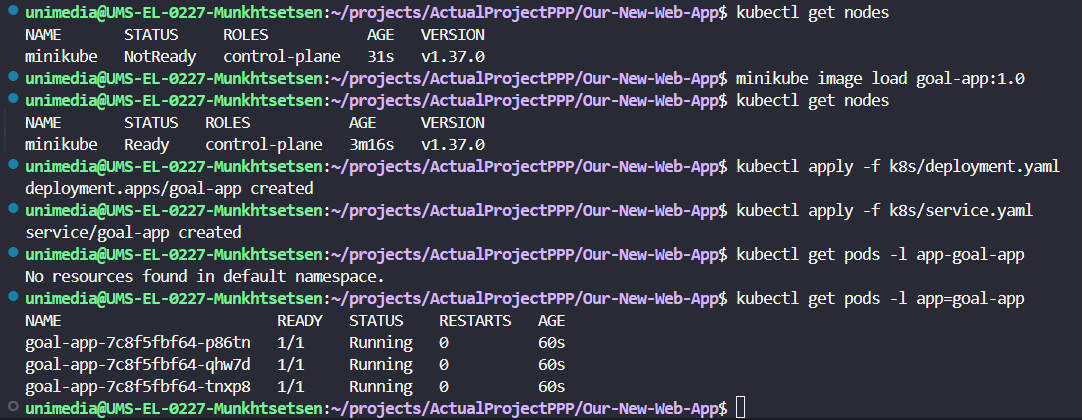 unimedia@UMS-EL-0227-Munkhtsetsen:~/projects/ActualProjectPPP/Our-New-Web-App$ kubectl get nodes
NAME       STATUS     ROLES           AGE   VERSION
minikube   NotReady   control-plane   31s   v1.37.0
unimedia@UMS-EL-0227-Munkhtsetsen:~/projects/ActualProjectPPP/Our-New-Web-App$ minikube image load goal-app:1.0
unimedia@UMS-EL-0227-Munkhtsetsen:~/projects/ActualProjectPPP/Our-New-Web-App$ kubectl get nodes
NAME       STATUS   ROLES           AGE     VERSION
minikube   Ready    control-plane   3m16s   v1.37.0
unimedia@UMS-EL-0227-Munkhtsetsen:~/projects/ActualProjectPPP/Our-New-Web-App$ kubectl apply -f k8s/deployment.yaml
deployment.apps/goal-app created
unimedia@UMS-EL-0227-Munkhtsetsen:~/projects/ActualProjectPPP/Our-New-Web-App$ kubectl apply -f k8s/service.yaml
service/goal-app created
unimedia@UMS-EL-0227-Munkhtsetsen:~/projects/ActualProjectPPP/Our-New-Web-App$ kubectl get pods -l app-goal-app
No resources found in default namespace.
unimedia@UMS-EL-0227-Munkhtsetsen:~/projects/ActualProjectPPP/Our-New-Web-App$ kubectl get pods -l app=goal-app
NAME                        READY   STATUS    RESTARTS   AGE
goal-app-7c8f5fbf64-p86tn   1/1     Running   0          60s
goal-app-7c8f5fbf64-qhw7d   1/1     Running   0          60s
goal-app-7c8f5fbf64-tnxp8   1/1     Running   0          60s
unimedia@UMS-EL-0227-Munkhtsetsen:~/projects/ActualProjectPPP/Our-New-Web-App$